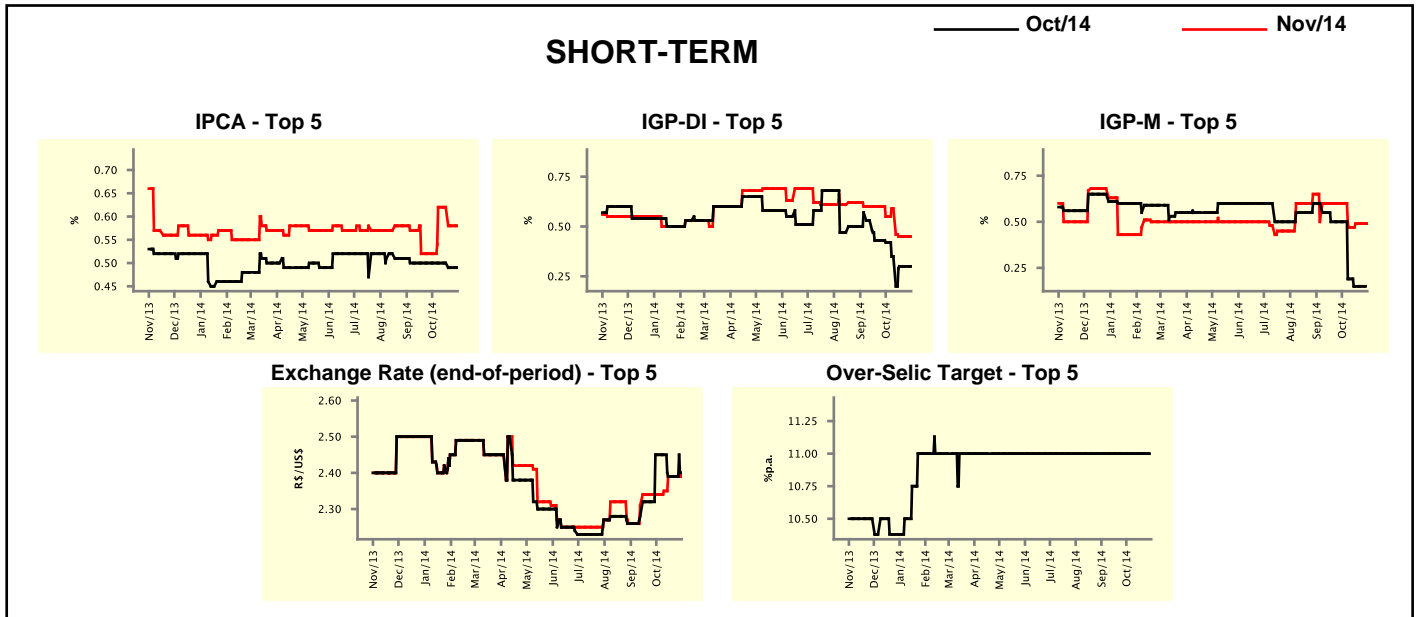 Oct/14 Nov/14
SHORT-TERM
IPCA - Top 5
0.70
0.65
0.60
0.55
0.50
0.45
%
Nov/13 Dec/13 Jan/14 Feb/14 Mar/14 Apr/14 May/14 Jun/14 Jul/14 Aug/14 Sep/14 Oct/14
IGP-DI - Top 5
0.75
0.50
0.25
%
Nov/13 Dec/13 Jan/14 Feb/14 Mar/14 Apr/14 May/14 Jun/14 Jul/14 Aug/14 Sep/14 Oct/14
IGP-M - Top 5
0.75
0.50
0.25
%
Nov/13 Dec/13 Jan/14 Feb/14 Mar/14 Apr/14 May/14 Jun/14 Jul/14 Aug/14 Sep/14 Oct/14
Exchange Rate (end-of-period) - Top 5
2.60
2.50
2.40
2.30
R$/US$
Nov/13 Dec/13 Jan/14 Feb/14 Mar/14 Apr/14 May/14 Jun/14 Jul/14 Aug/14 Sep/14 Oct/14
Over-Selic Target - Top 5
11.25
11.00
10.75
10.50
%p.a.
Nov/13 Dec/13 Jan/14 Feb/14 Mar/14 Apr/14 May/14 Jun/14 Jul/14 Aug/14 Sep/14 Oct/14